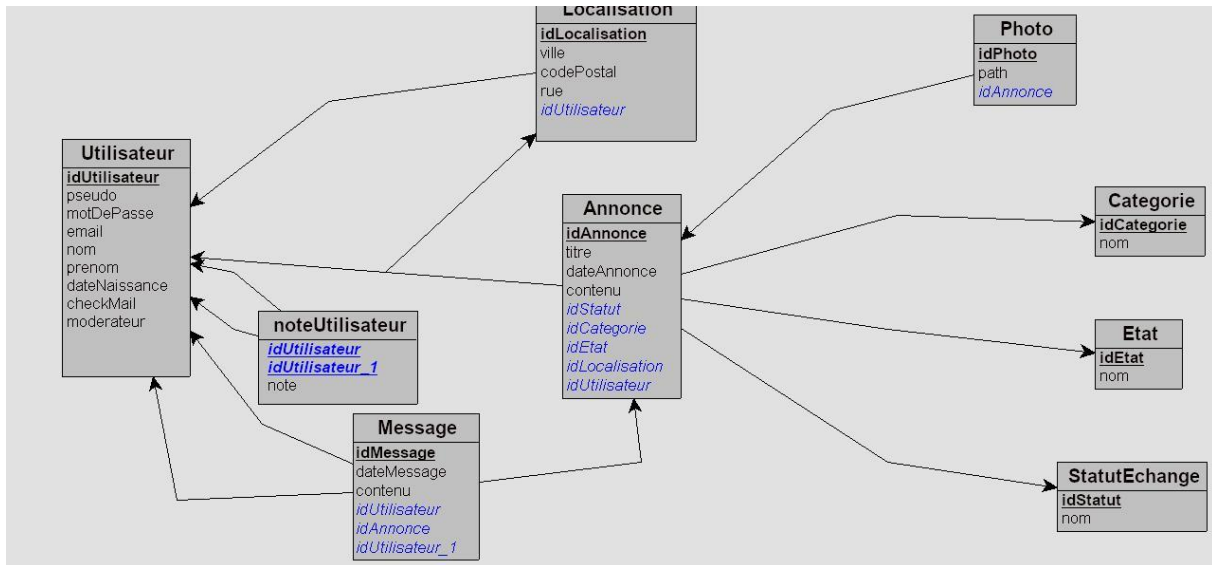 Localisation
idLocalisation
ville
codePostal
rue
idUtilisateur
Photo
idPhoto
path
idAnnonce
Utilisateur
idUtilisateur
pseudo
motDePasse
email
nom
prenom
dateNaissance
checkMail
moderateur
Annonce
idAnnonce
titre
dateAnnonce
contenu
idStatut
idCategorie
idEtat
idLocalisation
idUtilisateur
Categorie
idCategorie
nom
noteUtilisateur
idUtilisateur
idUtilisateur_1
note
Etat
idEtat
nom
Message
idMessage
dateMessage
contenu
idUtilisateur
idAnnonce
idUtilisateur_1
StatutEchange
idStatut
nom